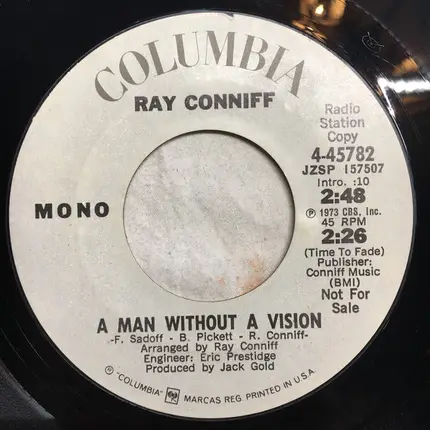 COLUMBIA
RAY CONNIFF
Radio
Station
Copy
4-45782
JZSP 157507
Intro. :10
2:48
Ⓟ 1973 CBS, Inc.
45 RPM
2:26
(Time To Fade)
Publisher:
Conniff Music
(BMI)
Not For
Sale
MONO
A MAN WITHOUT A VISION
-F. Sadoff - B. Pickett - R. Conniff-
Arranged by Ray Conniff
Engineer: Eric Prestidge
Produced by Jack Gold
® "COLUMBIA" MARCAS REG. PRINTED IN U.S.A.